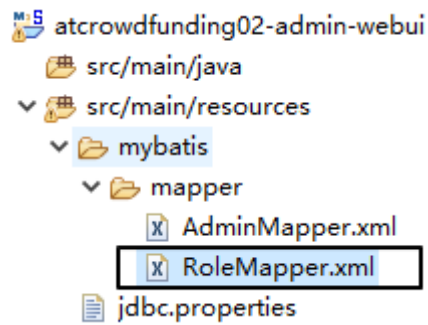 atcrowdfunding02-admin-webui
src/main/java
src/main/resources
mybatis
mapper
AdminMapper.xml
RoleMapper.xml
jdbc.properties